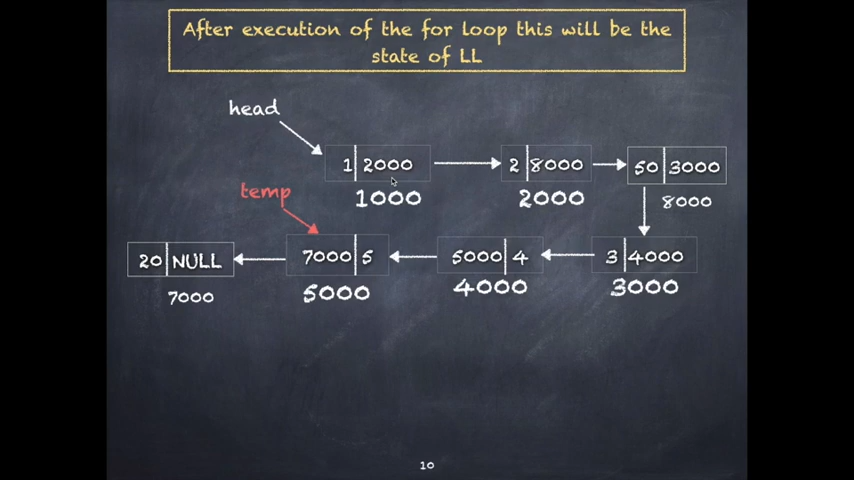 After execution of the for loop this will be the
state of LL
head
1 2000
2 8000
50 3000
1000
2000
8000
temp
20 NULL
7000 5
5000 4
3 4000
7000
5000
4000
3000
10